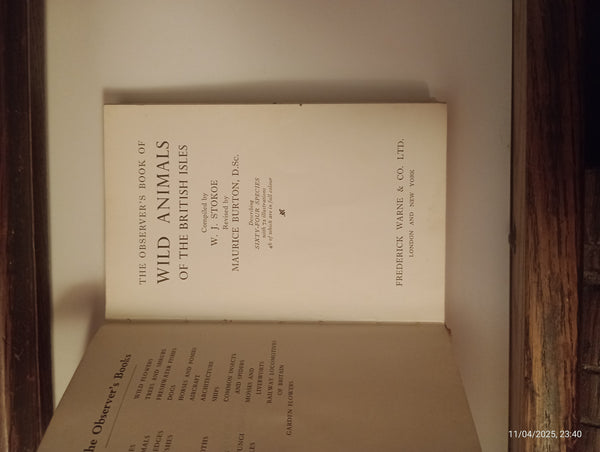 THE OBSERVER'S BOOK OF
WILD ANIMALS
OF THE BRITISH ISLES
Compiled by
W. J. STOKOE
Revised by
MAURICE BURTON, D.Sc.
Describing
SIXTY-FOUR SPECIES
with 72 illustrations
48 of which are in full colour
FREDERICK WARNE & CO. LTD.
LONDON AND NEW YORK
he Observer's Books
WILD FLOWERS
TREES AND SHRUBS
FRESHWATER FISHES
DOGS
HORSES AND PONIES
AIRCRAFT
ARCHITECTURE
SHIPS
COMMON INSECTS
AND SPIDERS
MOSSES AND
LIVERWORTS
RAILWAY LOCOMOTIVES
OF BRITAIN
GARDEN FLOWERS
11/04/2025, 23:40